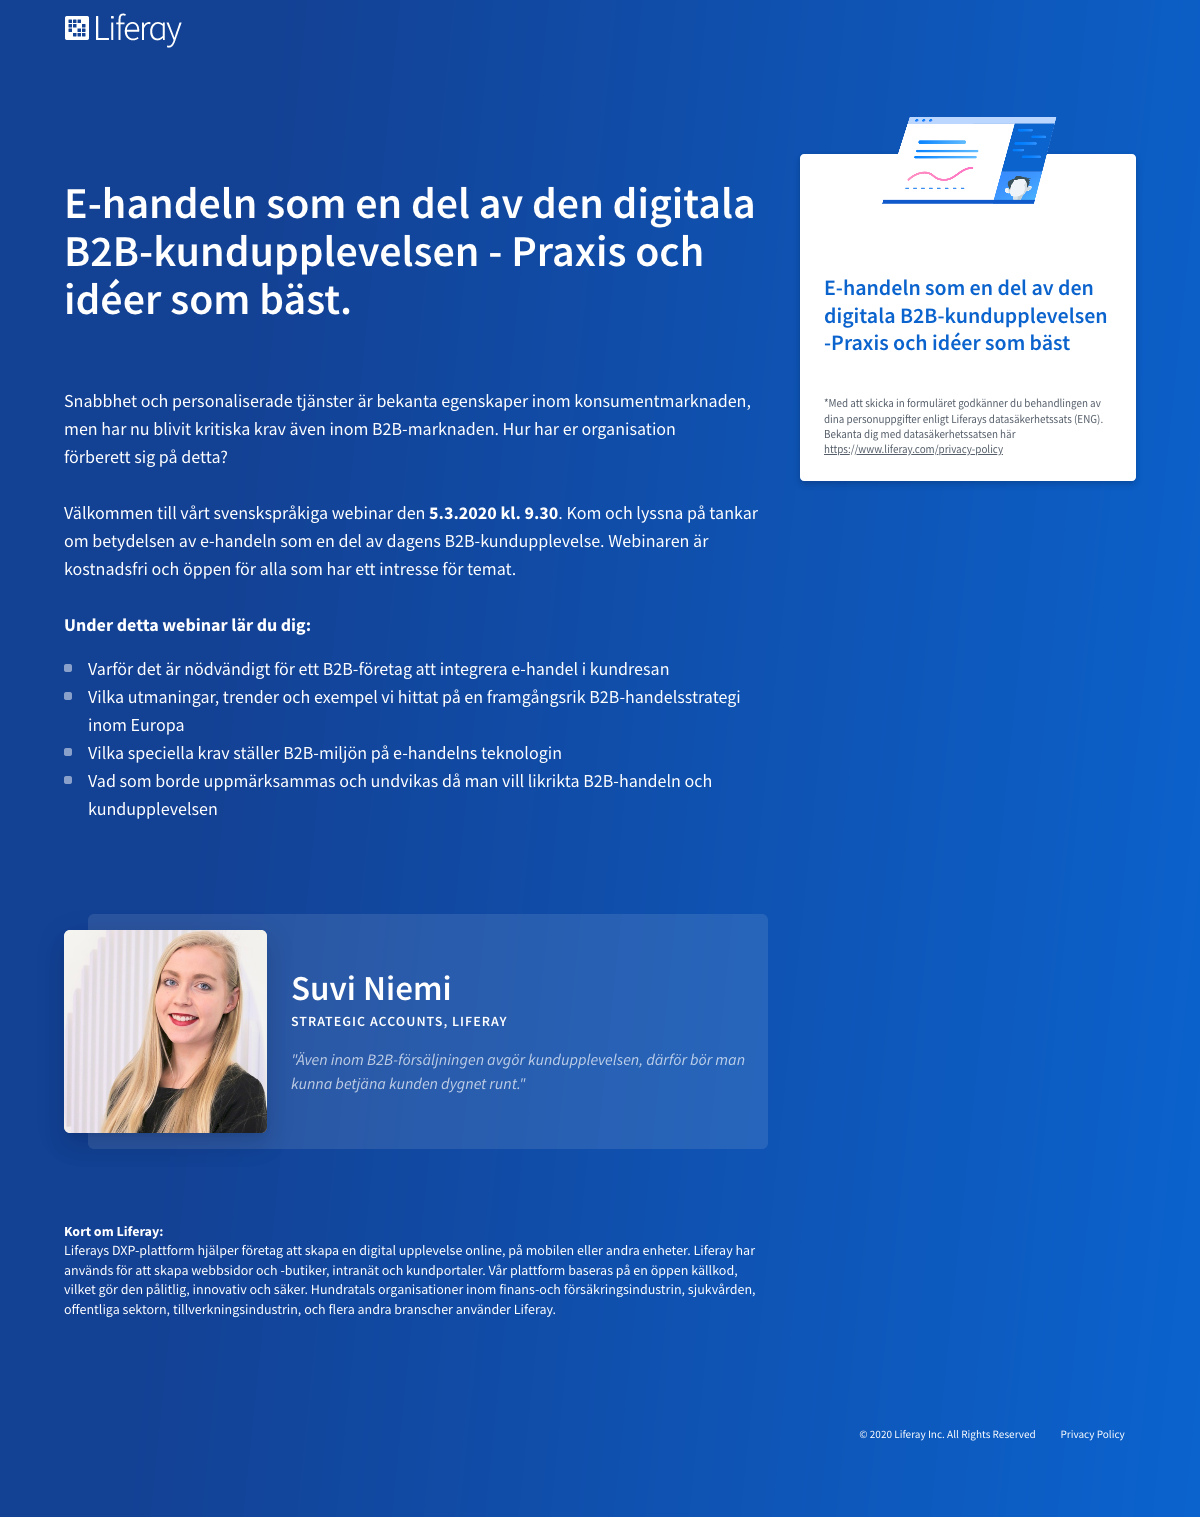 Liferay
E-handeln som en del av den digitala
B2B-kundupplevelsen - Praxis och
idéer som bäst.
Snabbhet och personaliserade tjänster är bekanta egenskaper inom konsumentmarknaden,
men har nu blivit kritiska krav även inom B2B-marknaden. Hur har er organisation
förberett sig på detta?
Välkommen till vårt svenskspråkiga webinar den 5.3.2020 kl. 9.30. Kom och lyssna på tankar
om betydelsen av e-handeln som en del av dagens B2B-kundupplevelse. Webinaren är
kostnadsfri och öppen för alla som har ett intresse för temat.
Under detta webinar lär du dig:
Varför det är nödvändigt för ett B2B-företag att integrera e-handel i kundresan
Vilka utmaningar, trender och exempel vi hittat på en framgångsrik B2B-handelsstrategi
inom Europa
Vilka speciella krav ställer B2B-miljön på e-handelns teknologin
Vad som borde uppmärksammas och undvikas då man vill likrikta B2B-handeln och
kundupplevelsen
E-handeln som en del av den
digitala B2B-kundupplevelsen
-Praxis och idéer som bäst
*Med att skicka in formuläret godkänner du behandlingen av
dina personuppgifter enligt Liferays datasäkerhetssats (ENG).
Bekanta dig med datasäkerhetssatsen här
https://www.liferay.com/privacy-policy
Suvi Niemi
STRATEGIC ACCOUNTS, LIFERAY
"Även inom B2B-försäljningen avgör kundupplevelsen, därför bör man
kunna betjäna kunden dygnet runt."
Kort om Liferay:
Liferays DXP-plattform hjälper företag att skapa en digital upplevelse online, på mobilen eller andra enheter. Liferay har
används för att skapa webbsidor och -butiker, intranät och kundportaler. Vår plattform baseras på en öppen källkod,
vilket gör den pålitlig, innovativ och säker. Hundratals organisationer inom finans-och försäkringsindustrin, sjukvården,
offentliga sektorn, tillverkningsindustrin, och flera andra branscher använder Liferay.
© 2020 Liferay Inc. All Rights Reserved Privacy Policy